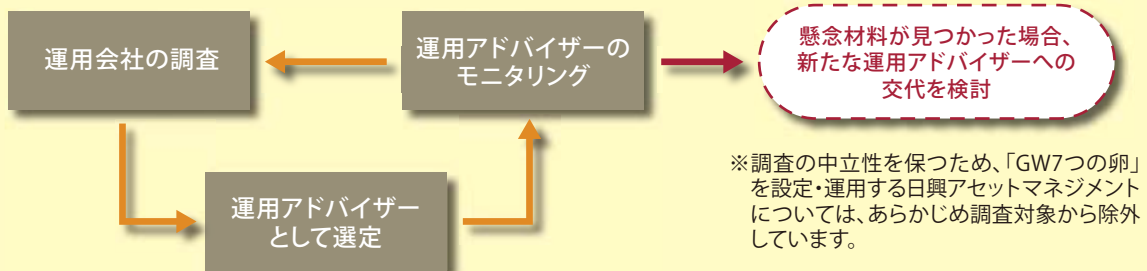 運用会社の調査
運用アドバイザーの
モニタリング
懸念材料が見つかった場合、
新たな運用アドバイザーへの
交代を検討
運用アドバイザー
として選定
※調査の中立性を保つため、「GW7つの卵」
を設定・運用する日興アセットマネジメント
については、あらかじめ調査対象から除外
しています。